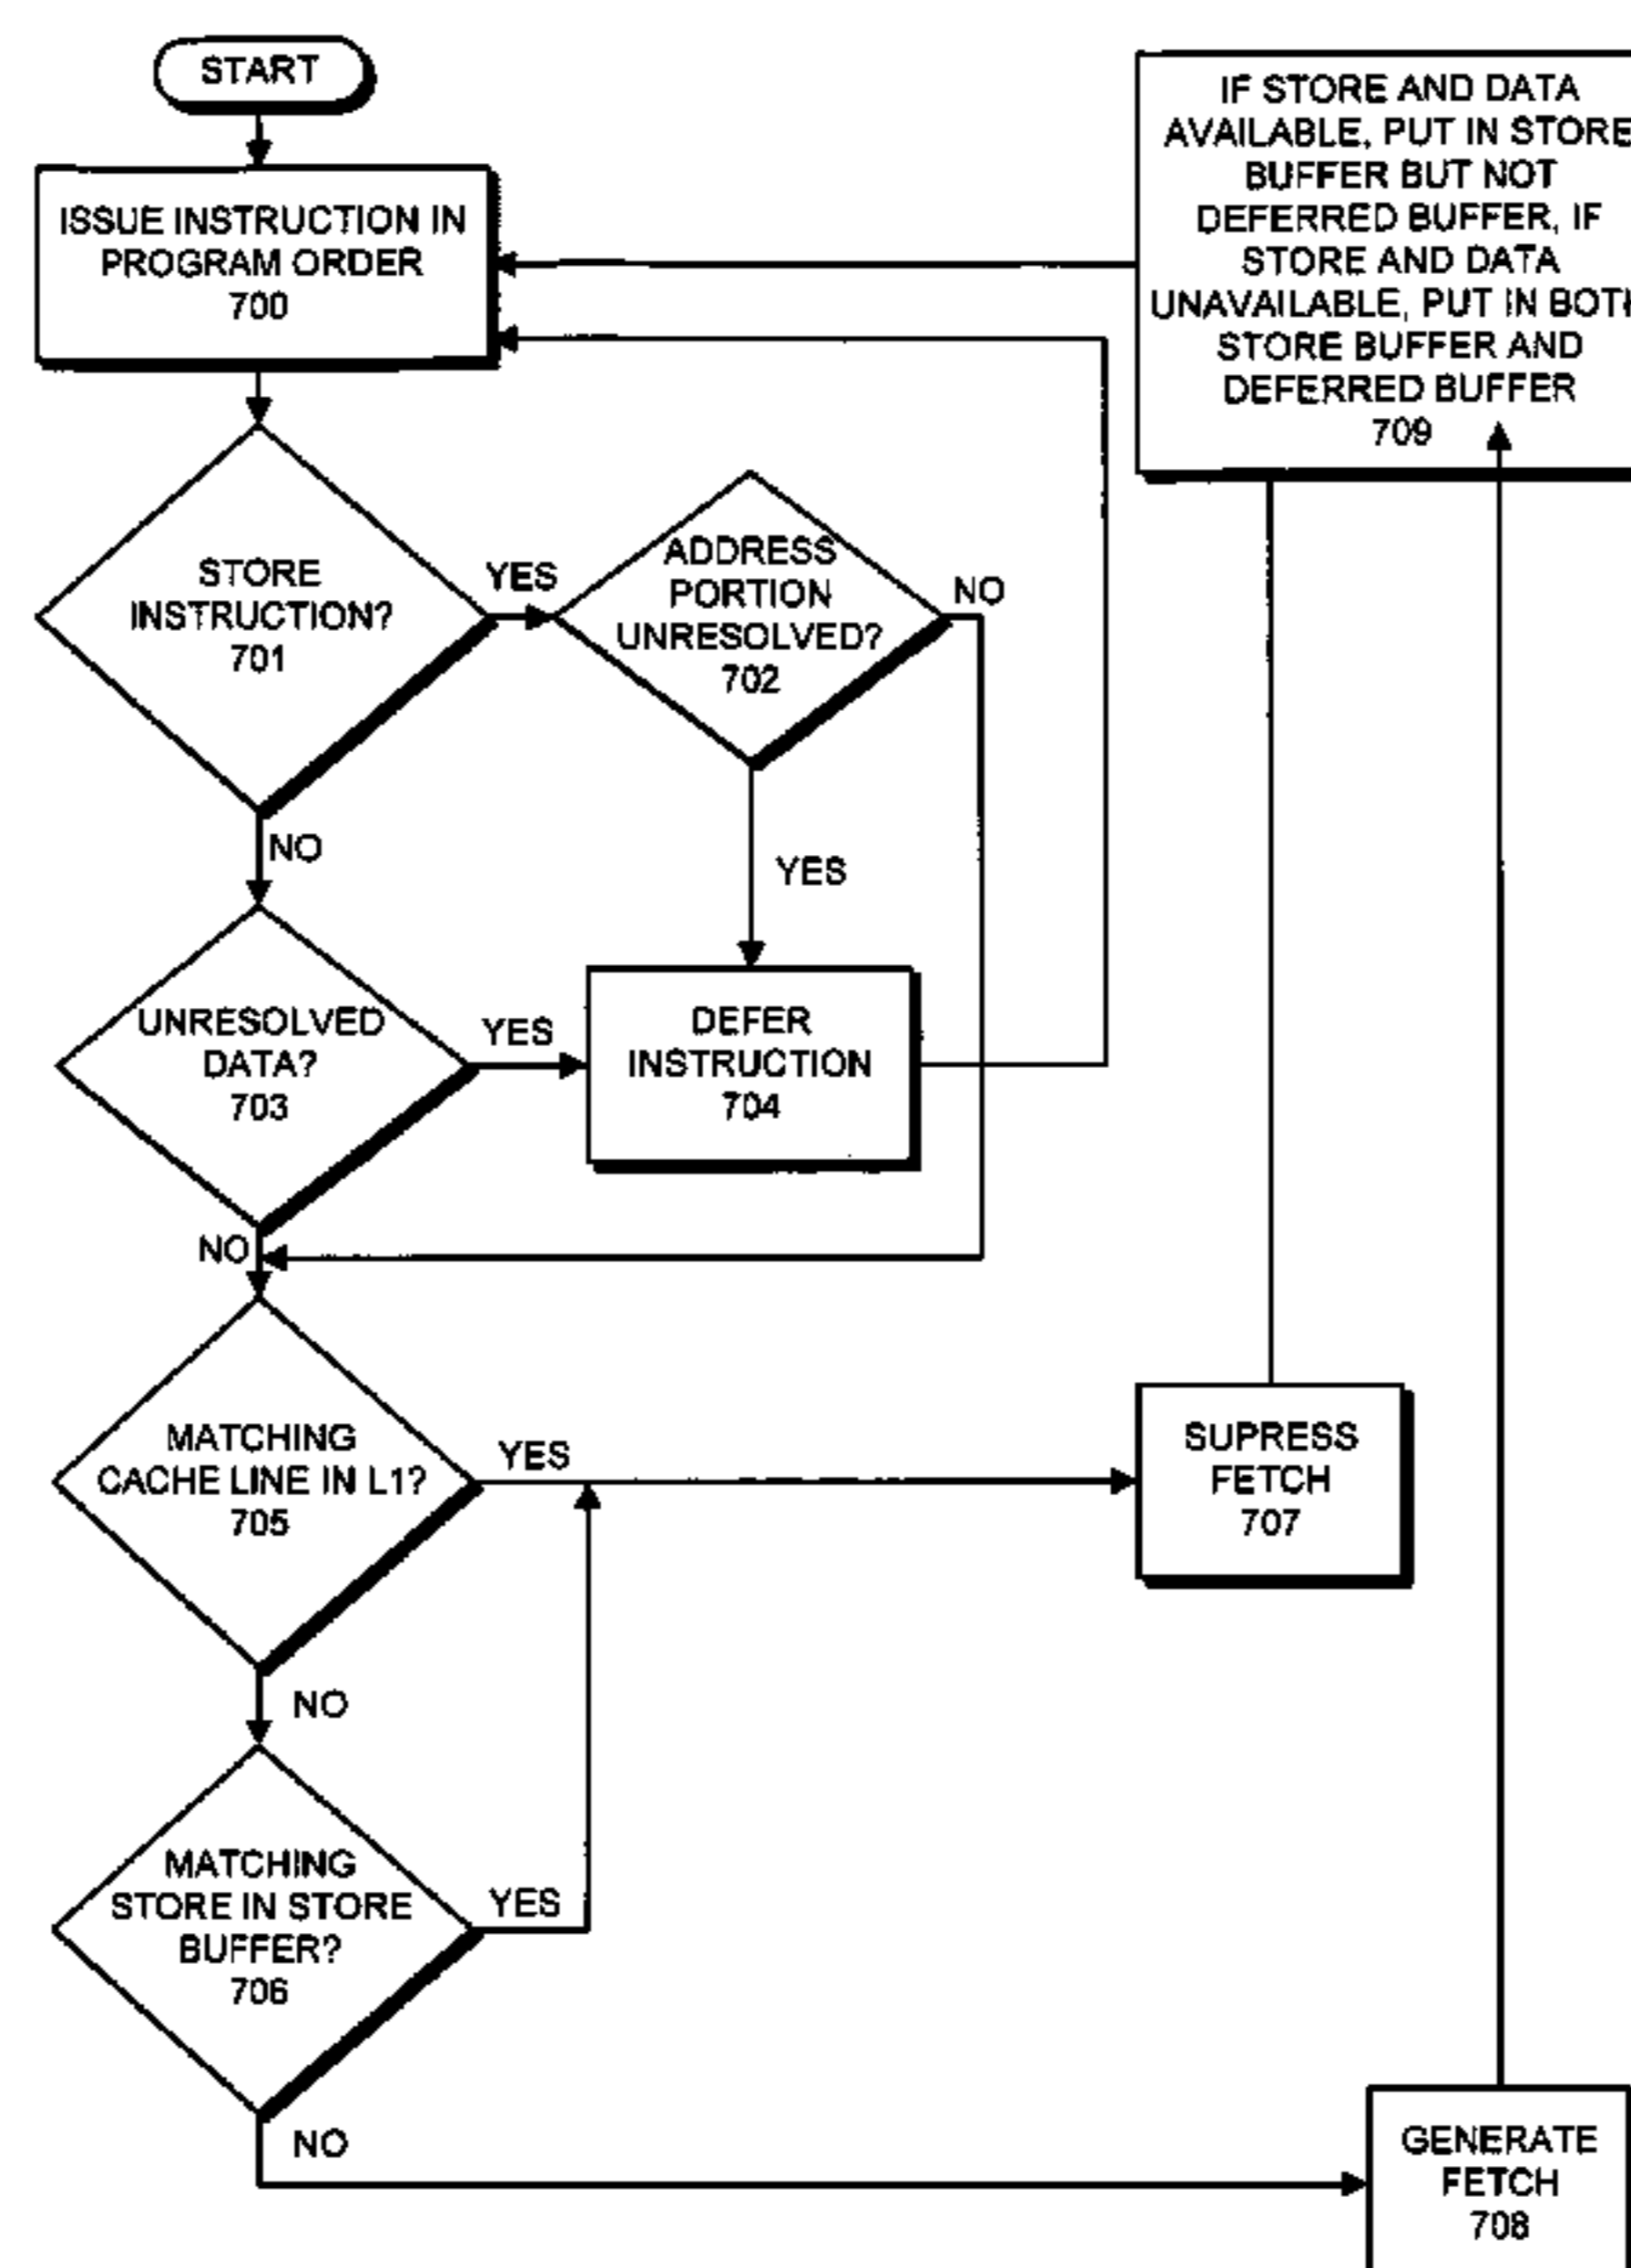 START
ISSUE INSTRUCTION IN
PROGRAM ORDER
700
IF STORE AND DATA
AVAILABLE, PUT IN STORE
BUFFER BUT NOT
DEFERRED BUFFER, IF
STORE AND DATA
UNAVAILABLE, PUT IN BOTH
STORE BUFFER AND
DEFERRED BUFFER
709
STORE
INSTRUCTION?
701
YES
ADDRESS
PORTION
UNRESOLVED?
702
NO
NO
YES
UNRESOLVED
DATA?
703
YES
DEFER
INSTRUCTION
704
NO
MATCHING
CACHE LINE IN L1?
705
YES
SUPRESS
FETCH
707
NO
MATCHING
STORE IN STORE
BUFFER?
706
YES
NO
GENERATE
FETCH
708